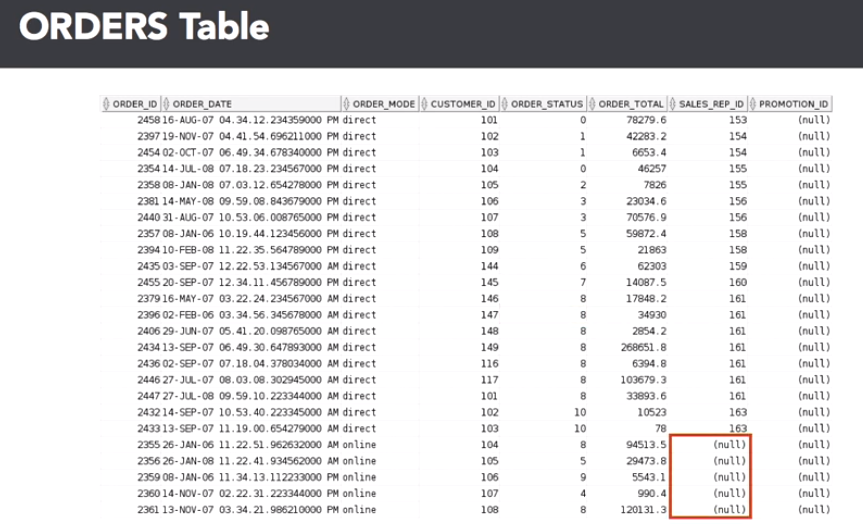 ORDERS Table
ORDER_ID ORDER_DATE ORDER_MODE CUSTOMER_ID ORDER_STATUS ORDER_TOTAL SALES_REP_ID PROMOTION_ID
2458 16-AUG-07 04.34.12.234359000 PM direct 101 0 78279.6 153 (null)
2397 19-NOV-07 04.41.54.696211000 PM direct 102 1 42283.2 154 (null)
2454 02-OCT-07 06.49.34.678340000 PM direct 103 1 6653.4 154 (null)
2354 14-JUL-08 07.18.23.234567000 PM direct 104 0 46257 155 (null)
2358 08-JAN-08 07.03.12.654278000 PM direct 105 2 7826 155 (null)
2381 14-MAY-08 09.59.08.843679000 PM direct 106 3 23034.6 156 (null)
2440 31-AUG-07 10.53.06.008765000 PM direct 107 3 70576.9 156 (null)
2357 08-JAN-06 10.19.44.123456000 PM direct 108 5 59872.4 158 (null)
2394 10-FEB-08 11.22.35.564789000 PM direct 109 5 21863 158 (null)
2435 03-SEP-07 12.22.53.134567000 AM direct 144 6 62303 159 (null)
2455 20-SEP-07 12.34.11.456789000 PM direct 145 7 14087.5 160 (null)
2379 16-MAY-07 03.22.24.234567000 AM direct 146 8 17848.2 161 (null)
2396 02-FEB-06 03.34.56.345678000 AM direct 147 8 34930 161 (null)
2406 29-JUN-07 05.41.20.098765000 AM direct 148 8 2854.2 161 (null)
2434 13-SEP-07 06.49.30.647893000 AM direct 149 8 268651.8 161 (null)
2436 02-SEP-07 07.18.04.378034000 AM direct 116 8 6394.8 161 (null)
2446 27-JUL-07 08.03.08.302945000 AM direct 117 8 103679.3 161 (null)
2447 27-JUL-08 09.59.10.223344000 AM direct 101 8 33893.6 161 (null)
2432 14-SEP-07 10.53.40.223345000 AM direct 102 10 10523 163 (null)
2433 13-SEP-07 11.19.00.654279000 AM direct 103 10 78 163 (null)
2355 26-JAN-06 11.22.51.962632000 AM online 104 8 94513.5 (null) (null)
2356 26-JAN-08 11.22.41.934562000 AM online 105 5 29473.8 (null) (null)
2359 08-JAN-06 11.34.13.112233000 PM online 106 9 5543.1 (null) (null)
2360 14-NOV-07 02.22.31.223344000 PM online 107 4 990.4 (null) (null)
2361 13-NOV-07 03.34.21.986210000 PM online 108 8 120131.3 (null) (null)